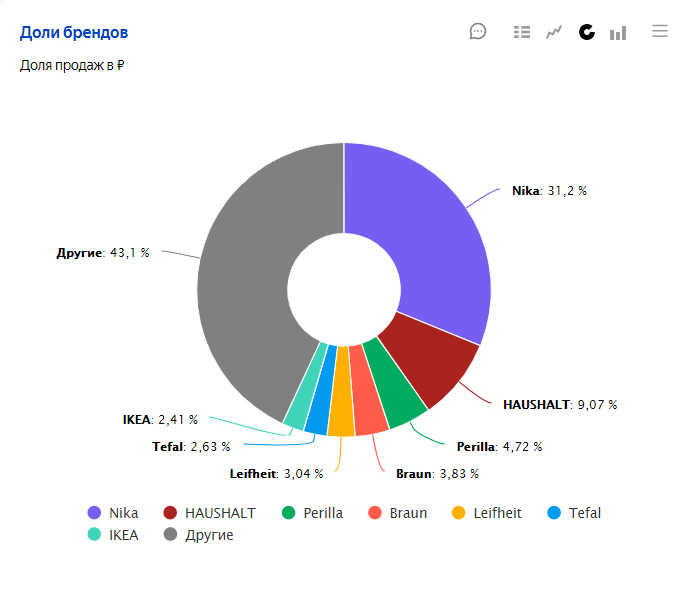 Доли брендов
Доля продаж в ₽
Nika: 31,2 %
Другие: 43,1 %
HAUSHALT: 9,07 %
IKEA: 2,41 %
Tefal: 2,63 %
Perilla: 4,72 %
Leifheit: 3,04 %
Braun: 3,83 %
Nika HAUSHALT Perilla Braun Leifheit Tefal
IKEA Другие